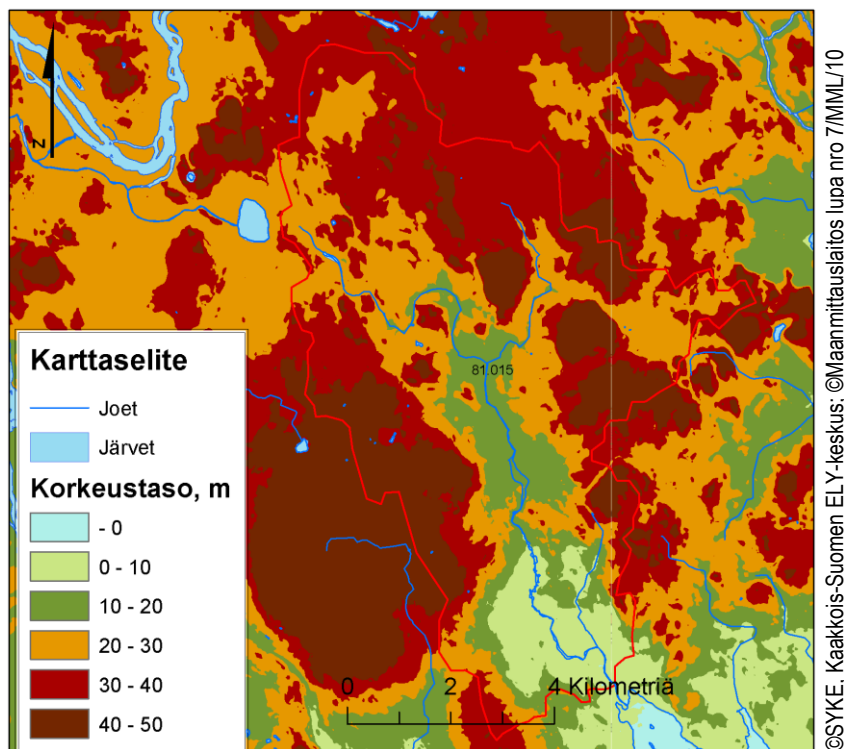 z
81.015
Karttaselite
Joet
Järvet
Korkeustaso, m
- 0
0 - 10
10 - 20
20 - 30
30 - 40
40 - 50
0 2 4 Kilometriä
©SYKE, Kaakkois-Suomen ELY-keskus; ©Maanmittauslaitos lupa nro 7/MML/10